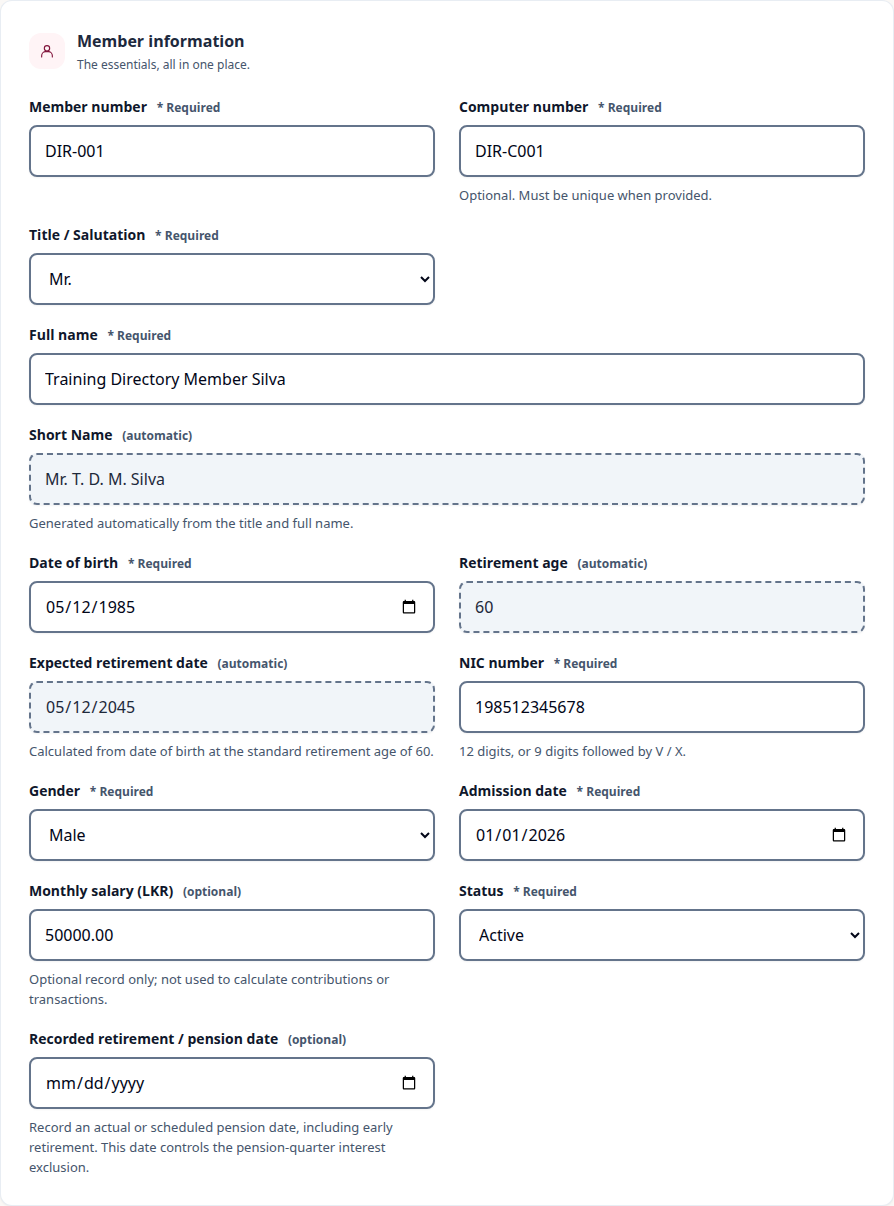 Member information
The essentials, all in one place.
Member number * Required
DIR-001
Computer number * Required
DIR-C001
Optional. Must be unique when provided.
Title / Salutation * Required
Mr.
Full name * Required
Training Directory Member Silva
Short Name (automatic)
Mr. T. D. M. Silva
Generated automatically from the title and full name.
Date of birth * Required
05/12/1985
Retirement age (automatic)
60
Expected retirement date (automatic)
05/12/2045
Calculated from date of birth at the standard retirement age of 60.
NIC number * Required
198512345678
12 digits, or 9 digits followed by V / X.
Gender * Required
Male
Admission date * Required
01/01/2026
Monthly salary (LKR) (optional)
50000.00
Optional record only; not used to calculate contributions or
transactions.
Status * Required
Active
Recorded retirement / pension date (optional)
mm/dd/yyyy
Record an actual or scheduled pension date, including early
retirement. This date controls the pension-quarter interest
exclusion.